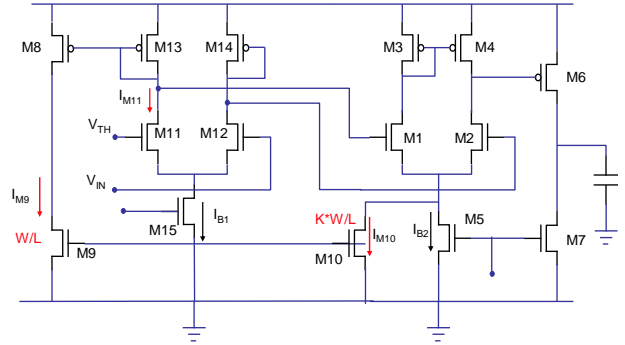 M8
M13
M14
M3
M4
M6
I_M11
V_TH
M11
M12
M1
M2
V_IN
I_M9
I_B1
K*W/L
M5
W/L
M15
I_M10
I_B2
M9
M10
M7